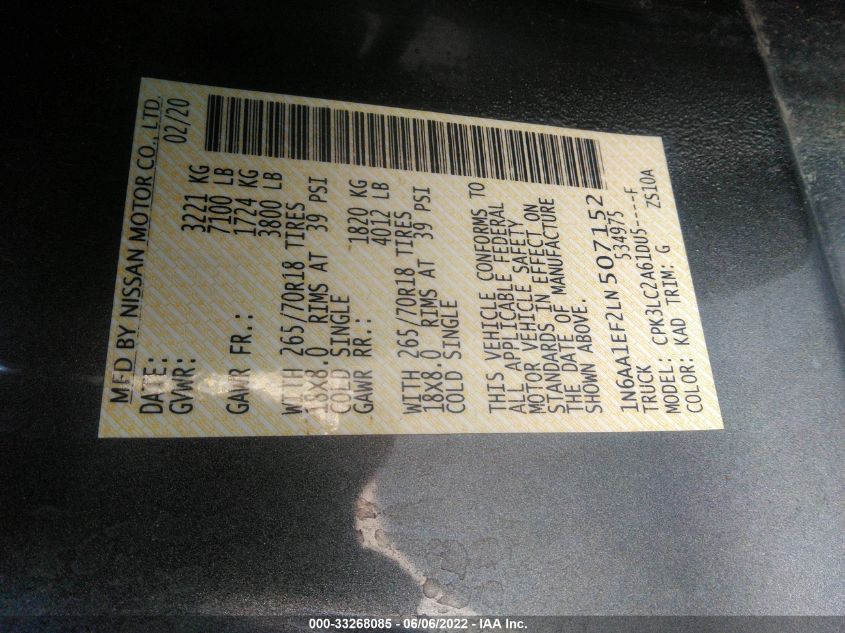 MFD BY NISSAN MOTOR CO., LTD.
DATE: 02/20
GVWR: 3221 KG
7100 LB
GAWR FR.: 1724 KG
3800 LB
WITH 265/70R18 TIRES
18X8.0 RIMS AT 39 PSI
COLD SINGLE
GAWR RR.: 1820 KG
4012 LB
WITH 265/70R18 TIRES
18X8.0 RIMS AT 39 PSI
COLD SINGLE
THIS VEHICLE CONFORMS TO
ALL APPLICABLE FEDERAL
MOTOR VEHICLE SAFETY
STANDARDS IN EFFECT ON
THE DATE OF MANUFACTURE
SHOWN ABOVE.
1N6AA1EF2LN507152
TRUCK 534975
MODEL: CPK3LC2A61DU5----F
COLOR: KAD TRIM: G ZS10A
000-33268085 - 06/06/2022 - IAA Inc.